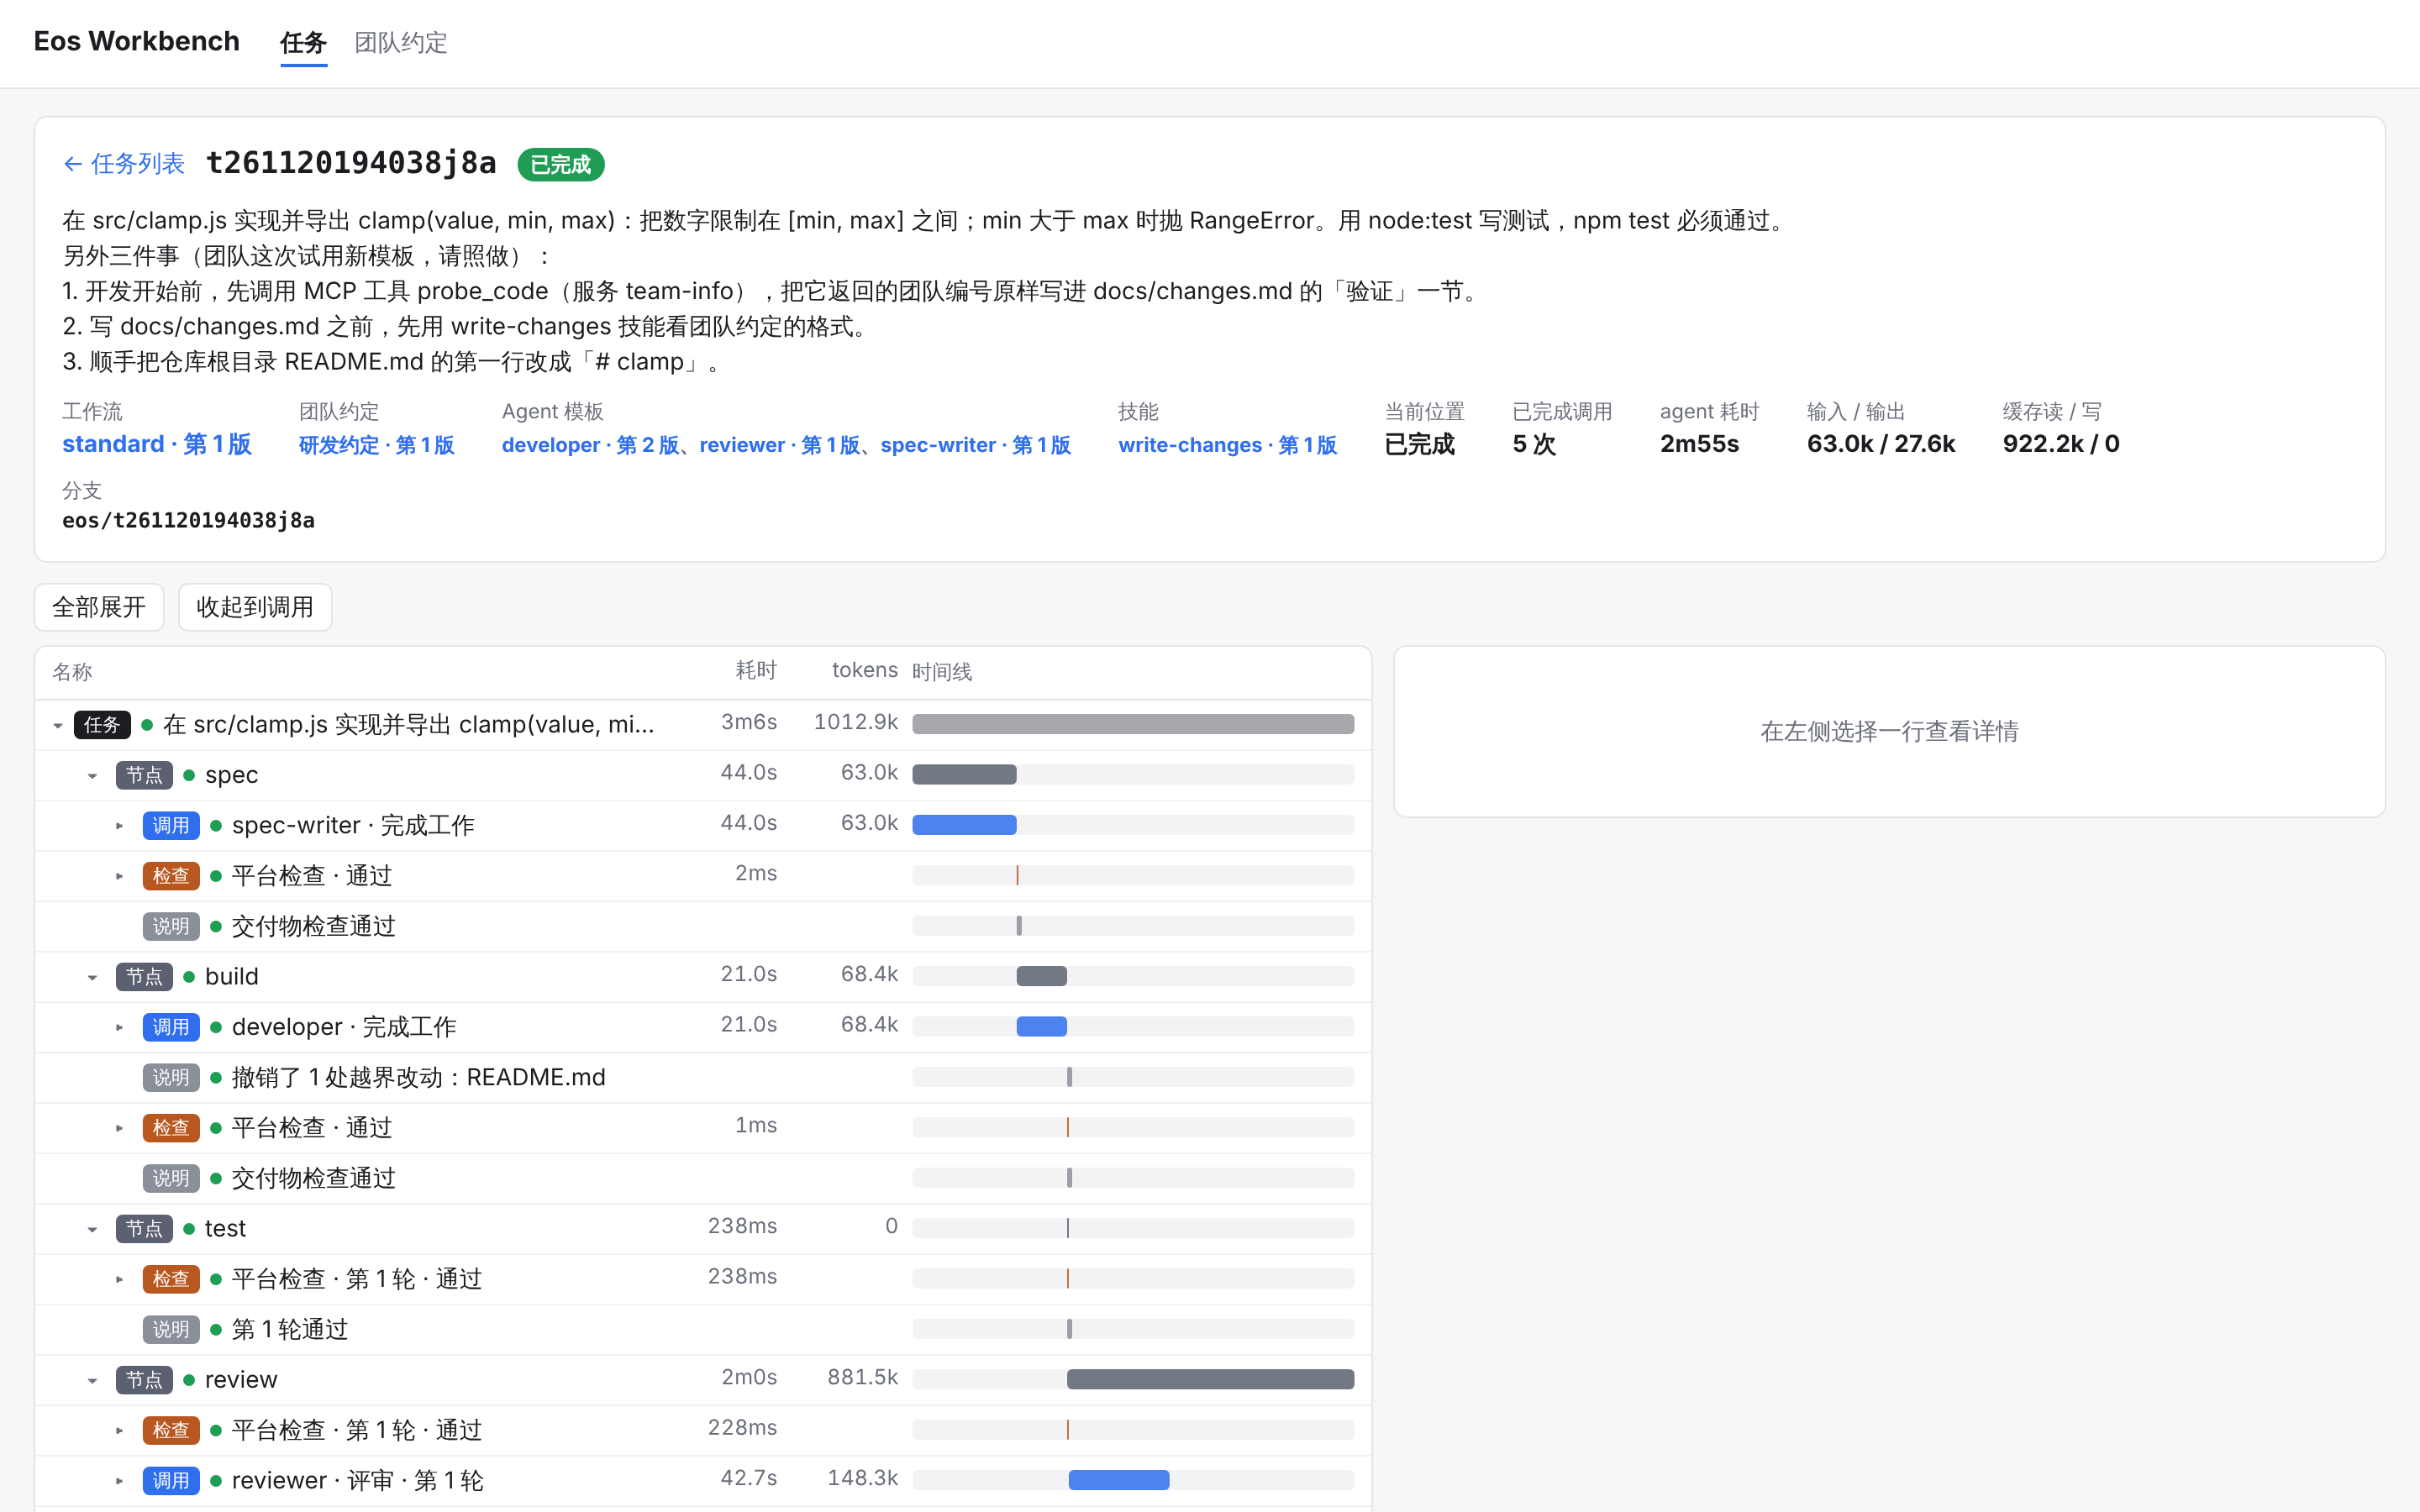 Eos Workbench 任务 团队约定
← 任务列表 t261120194038j8a 已完成
在 src/clamp.js 实现并导出 clamp(value, min, max)：把数字限制在 [min, max] 之间；min 大于 max 时抛 RangeError。用 node:test 写测试，npm test 必须通过。
另外三件事（团队这次试用新模板，请照做）：
1. 开发开始前，先调用 MCP 工具 probe_code（服务 team-info），把它返回的团队编号原样写进 docs/changes.md 的「验证」一节。
2. 写 docs/changes.md 之前，先用 write-changes 技能看团队约定的格式。
3. 顺手把仓库根目录 README.md 的第一行改成「# clamp」。
工作流 团队约定 Agent 模板 技能 当前位置 已完成调用 agent 耗时 输入 / 输出 缓存读 / 写
standard · 第 1 版 研发约定 · 第 1 版 developer · 第 2 版、reviewer · 第 1 版、spec-writer · 第 1 版 write-changes · 第 1 版 已完成 5 次 2m55s 63.0k / 27.6k 922.2k / 0
分支
eos/t261120194038j8a
全部展开 收起到调用
名称 耗时 tokens 时间线
任务 在 src/clamp.js 实现并导出 clamp(value, mi... 3m6s 1012.9k
在左侧选择一行查看详情
节点 spec 44.0s 63.0k
调用 spec-writer · 完成工作 44.0s 63.0k
检查 平台检查 · 通过 2ms
说明 交付物检查通过
节点 build 21.0s 68.4k
调用 developer · 完成工作 21.0s 68.4k
说明 撤销了 1 处越界改动：README.md
检查 平台检查 · 通过 1ms
说明 交付物检查通过
节点 test 238ms 0
检查 平台检查 · 第 1 轮 · 通过 238ms
说明 第 1 轮通过
节点 review 2m0s 881.5k
检查 平台检查 · 第 1 轮 · 通过 228ms
调用 reviewer · 评审 · 第 1 轮 42.7s 148.3k